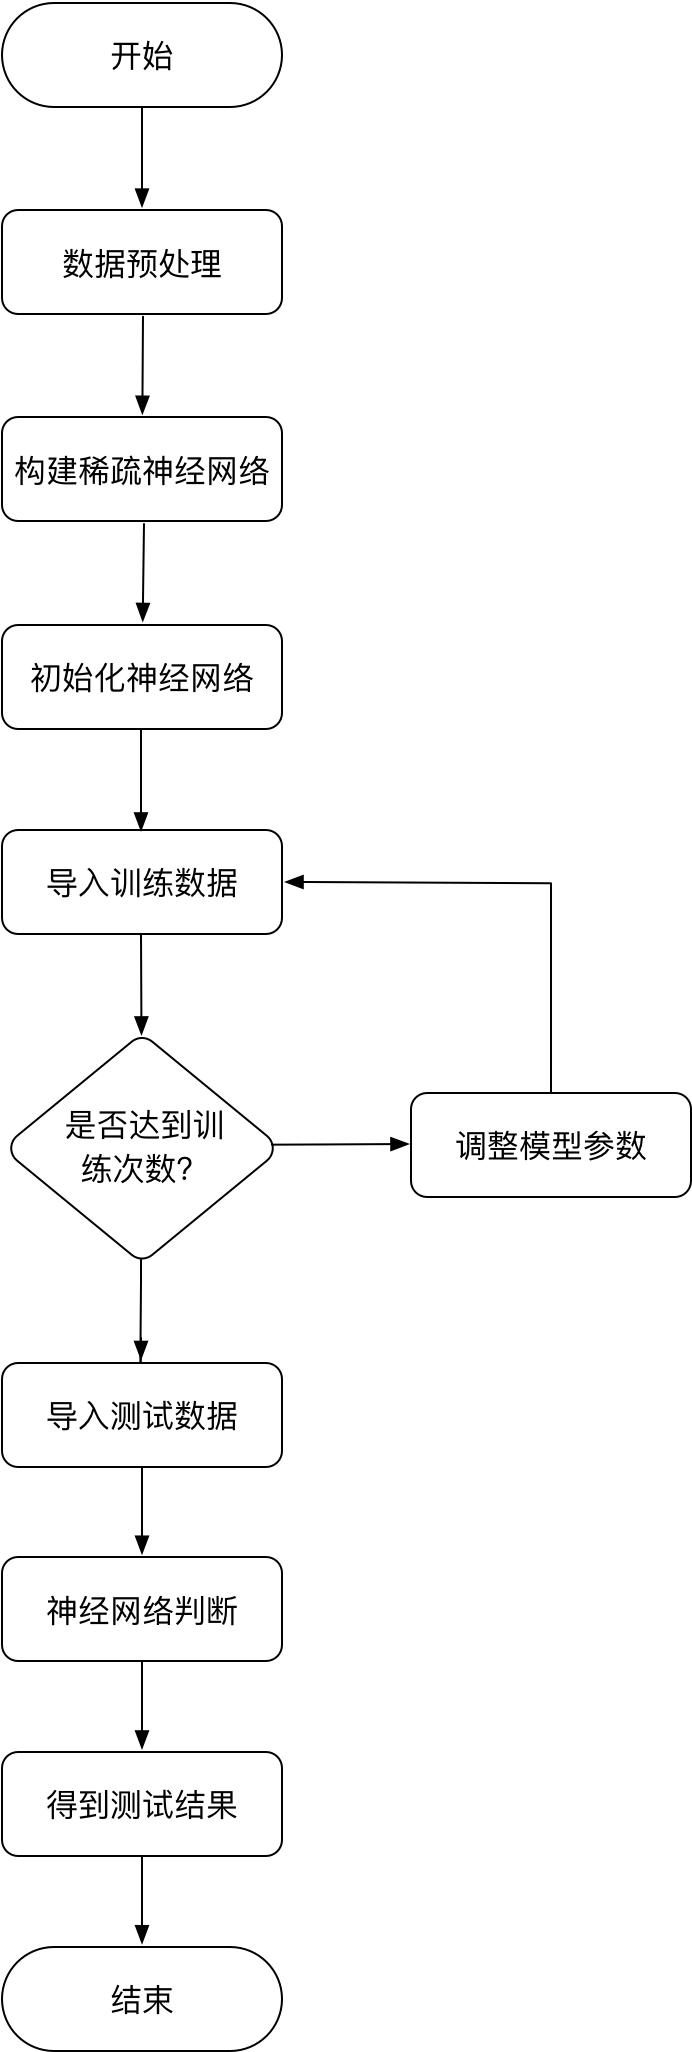 开始
数据预处理
构建稀疏神经网络
初始化神经网络
导入训练数据
是否达到训
练次数?
调整模型参数
导入测试数据
神经网络判断
得到测试结果
结束